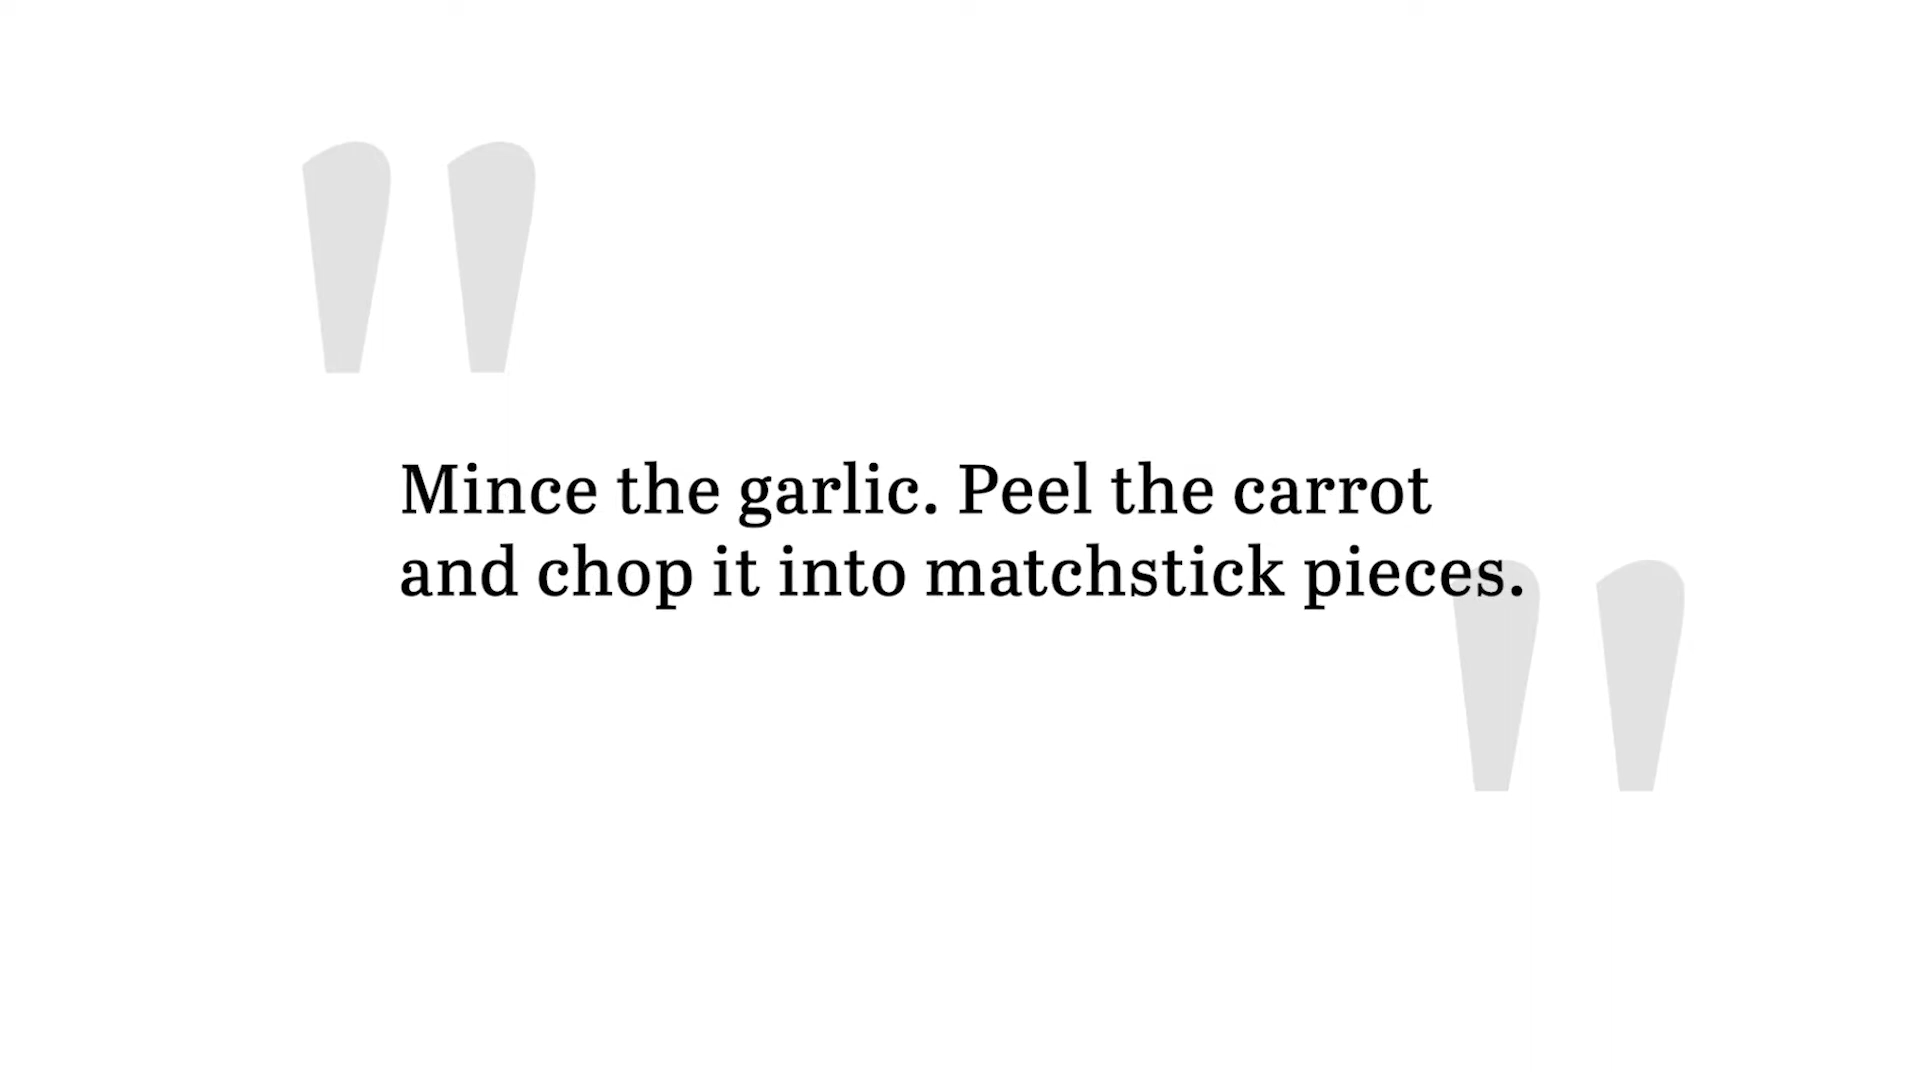 "
Mince the garlic. Peel the carrot
and chop it into matchstick pieces.
"